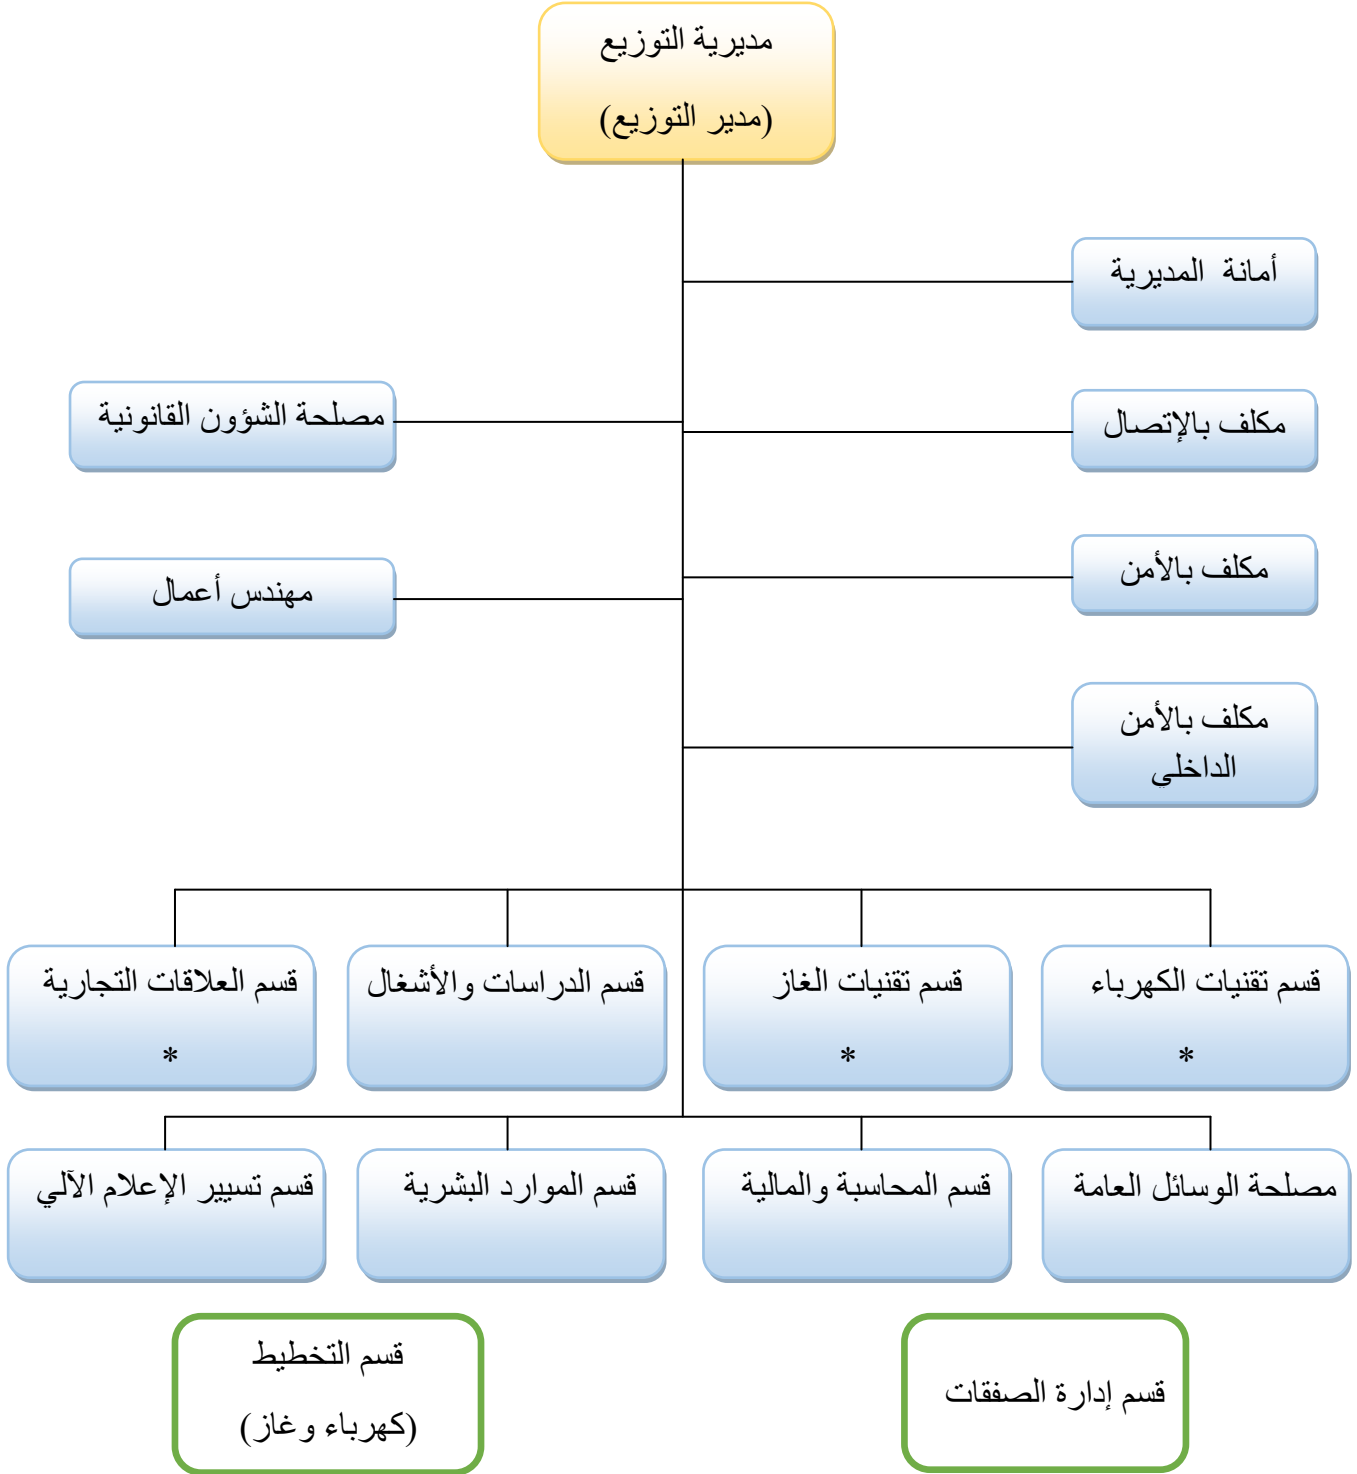 مديرية التوزيع
(مدير التوزيع)
أمانة المديرية
مصلحة الشؤون القانونية
مكلف بالإتصال
مكلف بالأمن
مهندس أعمال
مكلف بالأمن
الداخلي
قسم تقنيات الكهرباء
*
قسم تقنيات الغاز
*
قسم الدراسات والأشغال
قسم العلاقات التجارية
*
مصلحة الوسائل العامة
قسم المحاسبة والمالية
قسم الموارد البشرية
قسم تسيير الإعلام الآلي
قسم إدارة الصفقات
قسم التخطيط
(كهرباء وغاز)